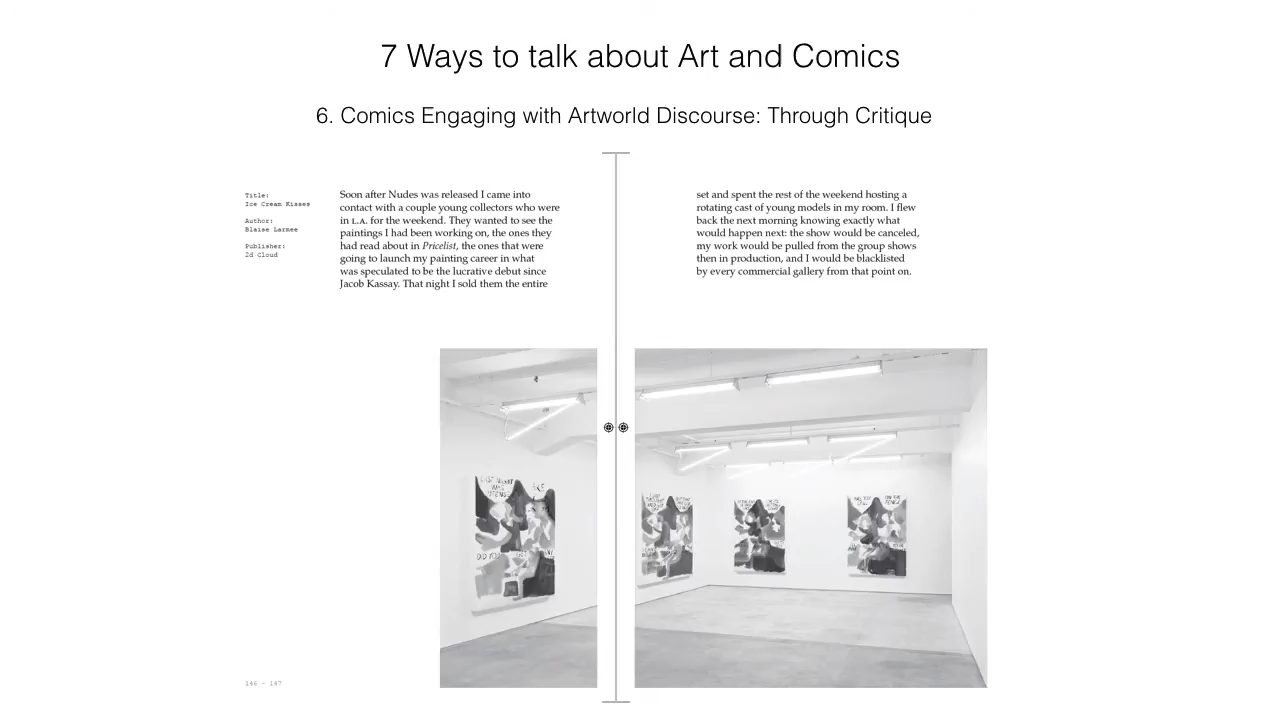 7 Ways to talk about Art and Comics
6. Comics Engaging with Artworld Discourse: Through Critique
Title:
Ice Cream Kisses
Author:
Blaise Larmee
Publisher:
2d Cloud
Soon after Nudes was released I came into
contact with a couple young collectors who were
in L.A. for the weekend. They wanted to see the
paintings I had been working on, the ones they
had read about in Pricelist, the ones that were
going to launch my painting career in what
was speculated to be the lucrative debut since
Jacob Kassay. That night I sold them the entire
set and spent the rest of the weekend hosting a
rotating cast of young models in my room. I flew
back the next morning knowing exactly what
would happen next: the show would be canceled,
my work would be pulled from the group shows
then in production, and I would be blacklisted
by every commercial gallery from that point on.
DID YOU
146 – 147